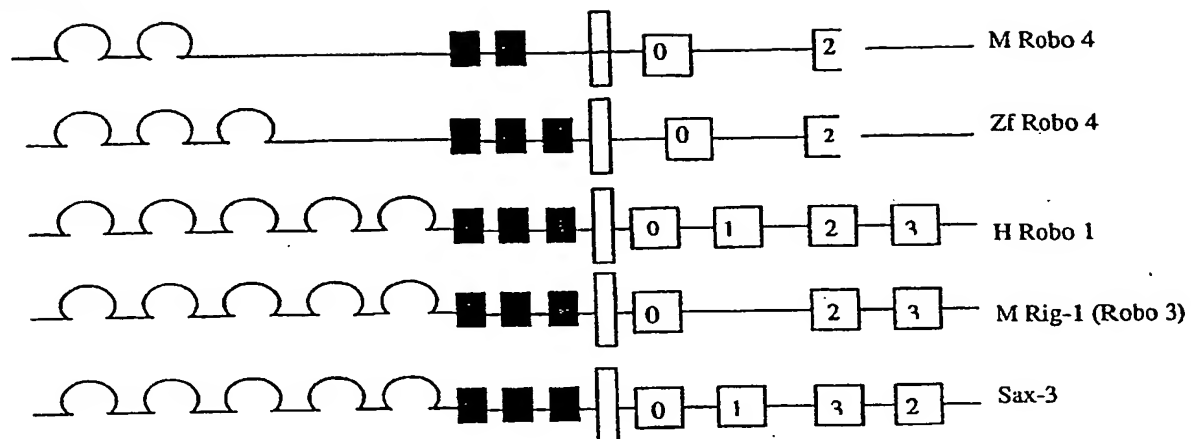 0 2 M Robo 4
0 2 Zf Robo 4
0 1 2 3 H Robo 1
0 2 3 M Rig-1 (Robo 3)
0 1 3 2 Sax-3